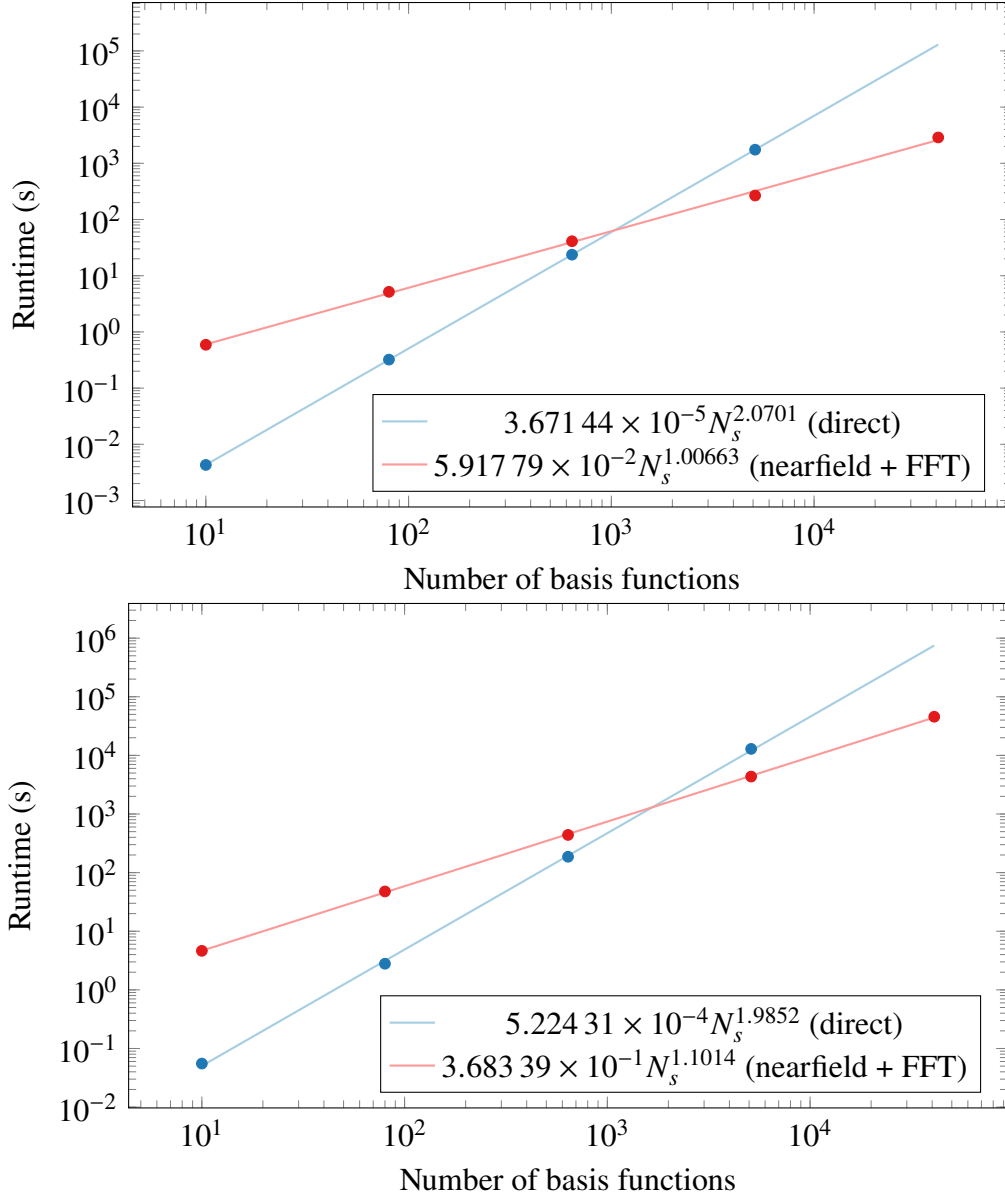 10^5
10^4
10^3
10^2
10^1
10^0
10^−1
10^−2
10^−3
Runtime (s)
3.671 44 × 10^−5 N_s^2.0701 (direct)
5.917 79 × 10^−2 N_s^1.00663 (nearfield + FFT)
10^1 10^2 10^3 10^4
Number of basis functions
10^6
10^5
10^4
10^3
10^2
10^1
10^0
10^−1
10^−2
Runtime (s)
5.224 31 × 10^−4 N_s^1.9852 (direct)
3.683 39 × 10^−1 N_s^1.1014 (nearfield + FFT)
10^1 10^2 10^3 10^4
Number of basis functions